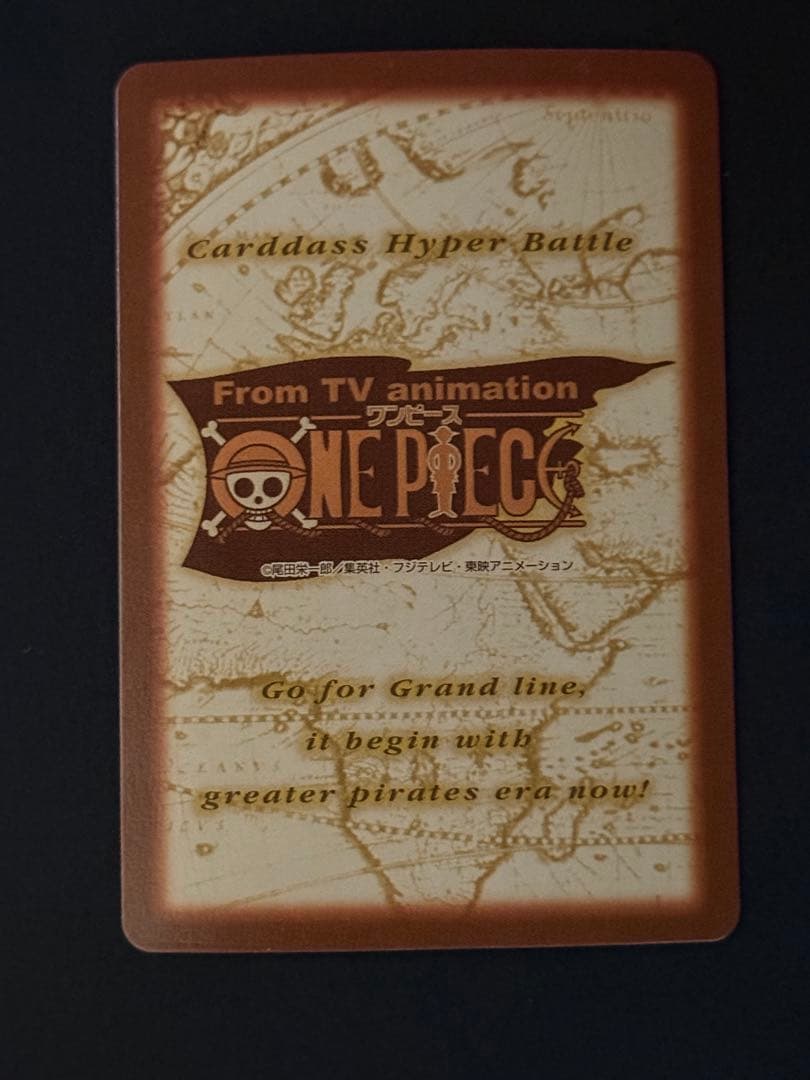 Carddass Hyper Battle
From TV animation
ワンピース
ONE PIECE
©尾田栄一郎／集英社・フジテレビ・東映アニメーション
Go for Grand line,
it begin with
greater pirates era now!